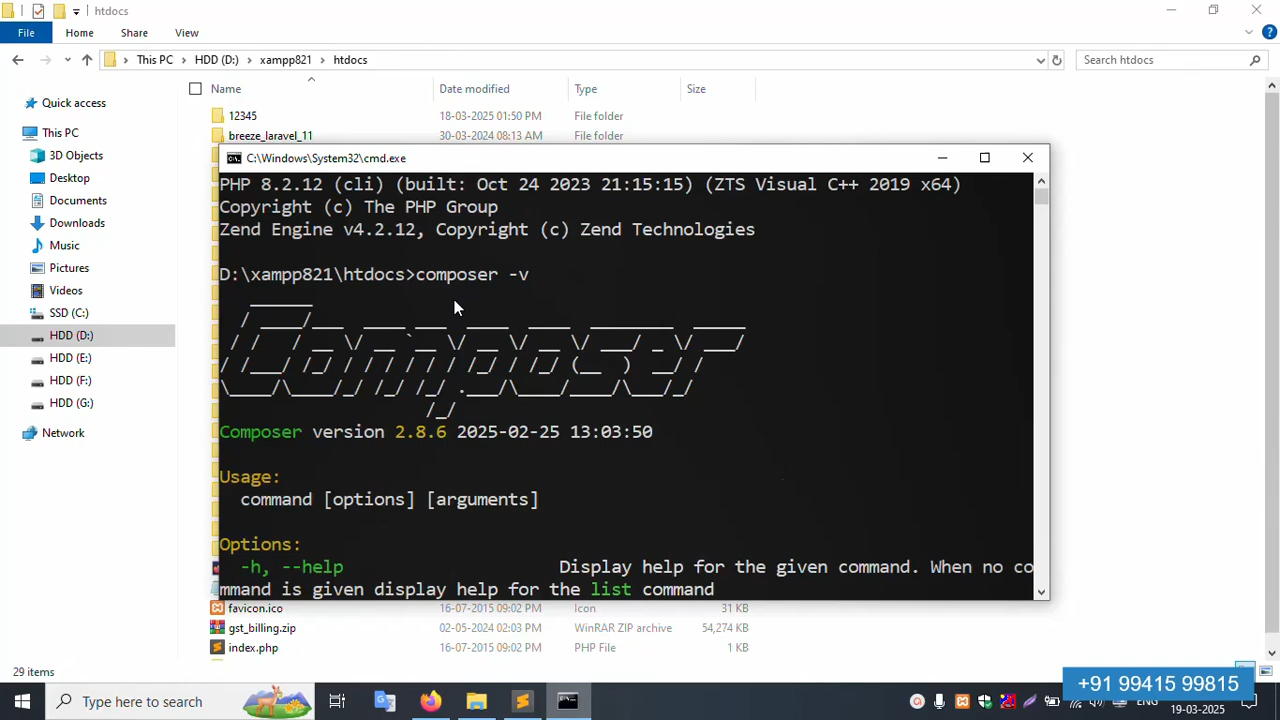 htdocs
File
Home
Share
View
This PC
HDD (D:)
xampp821
htdocs
Search htdocs
Name
Date modified
Type
Size
Quick access
This PC
3D Objects
Desktop
Documents
Downloads
Music
Pictures
Videos
SSD (C:)
HDD (D:)
HDD (E:)
HDD (F:)
HDD (G:)
Network
12345 18-03-2025 01:50 PM File folder
breeze_laravel_11 30-03-2024 08:13 AM File folder
C:\Windows\System32\cmd.exe
PHP 8.2.12 (cli) (built: Oct 24 2023 21:15:15) (ZTS Visual C++ 2019 x64)
Copyright (c) The PHP Group
Zend Engine v4.2.12, Copyright (c) Zend Technologies
D:\xampp821\htdocs>composer -v
Composer
Composer version 2.8.6 2025-02-25 13:03:50
Usage:
command [options] [arguments]
Options:
-h, --help Display help for the given command. When no co
mmand is given display help for the list command
favicon.ico 16-07-2015 09:02 PM Icon 31 KB
gst_billing.zip 02-05-2024 02:03 PM WinRAR ZIP archive 54,274 KB
index.php 16-07-2015 09:02 PM PHP File 1 KB
29 items
+91 99415 99815
Type here to search
ENG
19-03-2025